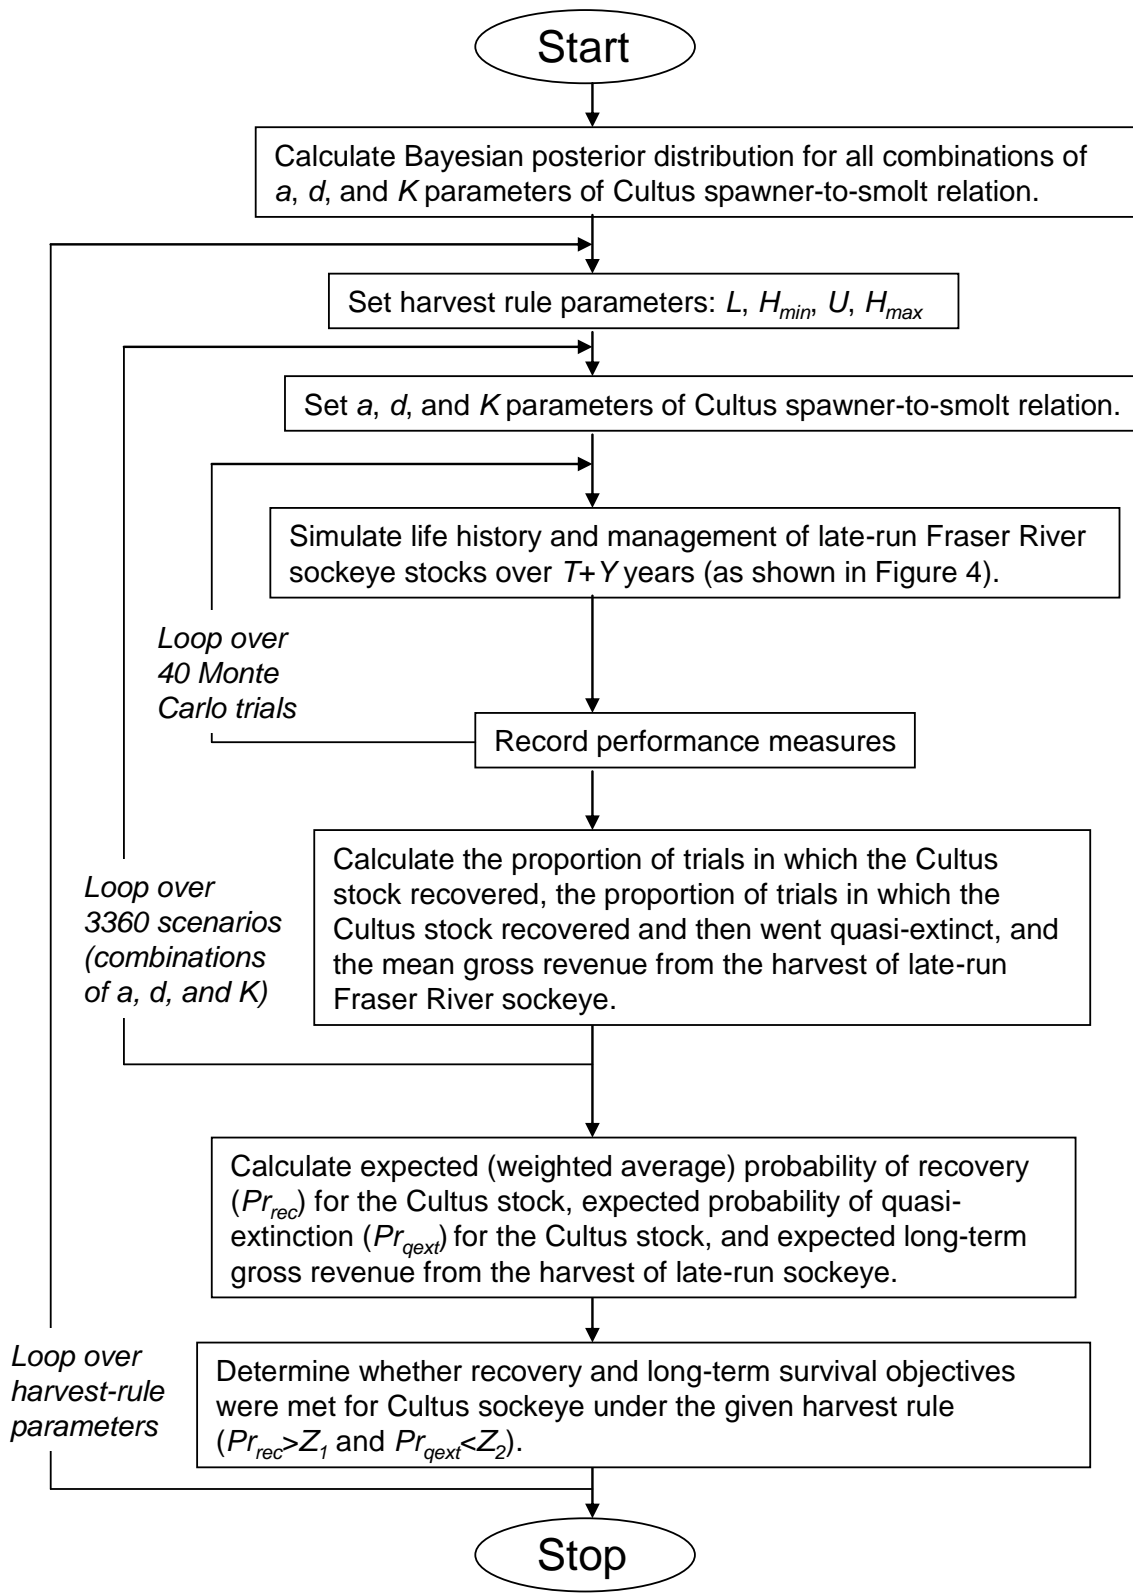 Start
Calculate Bayesian posterior distribution for all combinations of
a, d, and K parameters of Cultus spawner-to-smolt relation.
Set harvest rule parameters: L, Hmin, U, Hmax
Set a, d, and K parameters of Cultus spawner-to-smolt relation.
Simulate life history and management of late-run Fraser River
sockeye stocks over T+Y years (as shown in Figure 4).
Loop over
40 Monte
Carlo trials
Record performance measures
Calculate the proportion of trials in which the Cultus
stock recovered, the proportion of trials in which the
Cultus stock recovered and then went quasi-extinct, and
the mean gross revenue from the harvest of late-run
Fraser River sockeye.
Loop over
3360 scenarios
(combinations
of a, d, and K)
Calculate expected (weighted average) probability of recovery
(Prrec) for the Cultus stock, expected probability of quasi-
extinction (Prqext) for the Cultus stock, and expected long-term
gross revenue from the harvest of late-run sockeye.
Loop over
harvest-rule
parameters
Determine whether recovery and long-term survival objectives
were met for Cultus sockeye under the given harvest rule
(Prrec>Z1 and Prqext<Z2).
Stop